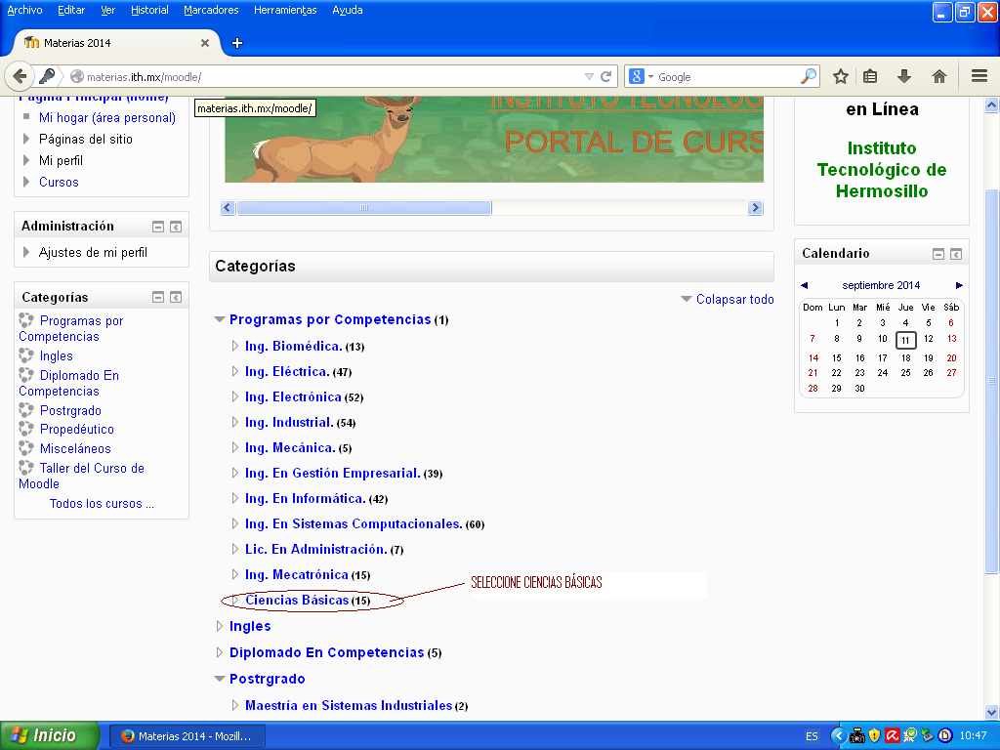 Archivo Editar Ver Historial Marcadores Herramientas Ayuda
Materias 2014
materias.ith.mx/moodle/
Google
materias.ith.mx/moodle/
Página Principal (home)
Mi hogar (área personal)
Páginas del sitio
Mi perfil
Cursos
Administración
Ajustes de mi perfil
Categorías
Programas por
Competencias
Ingles
Diplomado En
Competencias
Postrgrado
Propedéutico
Misceláneos
Taller del Curso de
Moodle
Todos los cursos ...
INSTITUTO TECNOLOG
PORTAL DE CURS
Categorías
Colapsar todo
Programas por Competencias (1)
Ing. Biomédica. (13)
Ing. Eléctrica. (47)
Ing. Electrónica (52)
Ing. Industrial. (54)
Ing. Mecánica. (5)
Ing. En Gestión Empresarial. (39)
Ing. En Informática. (42)
Ing. En Sistemas Computacionales. (60)
Lic. En Administración. (7)
Ing. Mecatrónica (15)
Ciencias Básicas (15)
SELECCIONE CIENCIAS BÁSICAS
Ingles
Diplomado En Competencias (5)
Postrgrado
Maestría en Sistemas Industriales (2)
en Línea
Instituto
Tecnológico de
Hermosillo
Calendario
septiembre 2014
Dom Lun Mar Mié Jue Vie Sáb
1 2 3 4 5 6
7 8 9 10 11 12 13
14 15 16 17 18 19 20
21 22 23 24 25 26 27
28 29 30
Inicio
Materias 2014 - Mozill...
ES
10:47